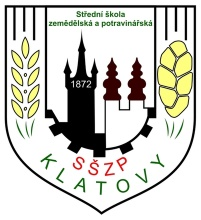 Střední škola
zemědělská a potravinářská
1872
SŠZP
KLATOVY